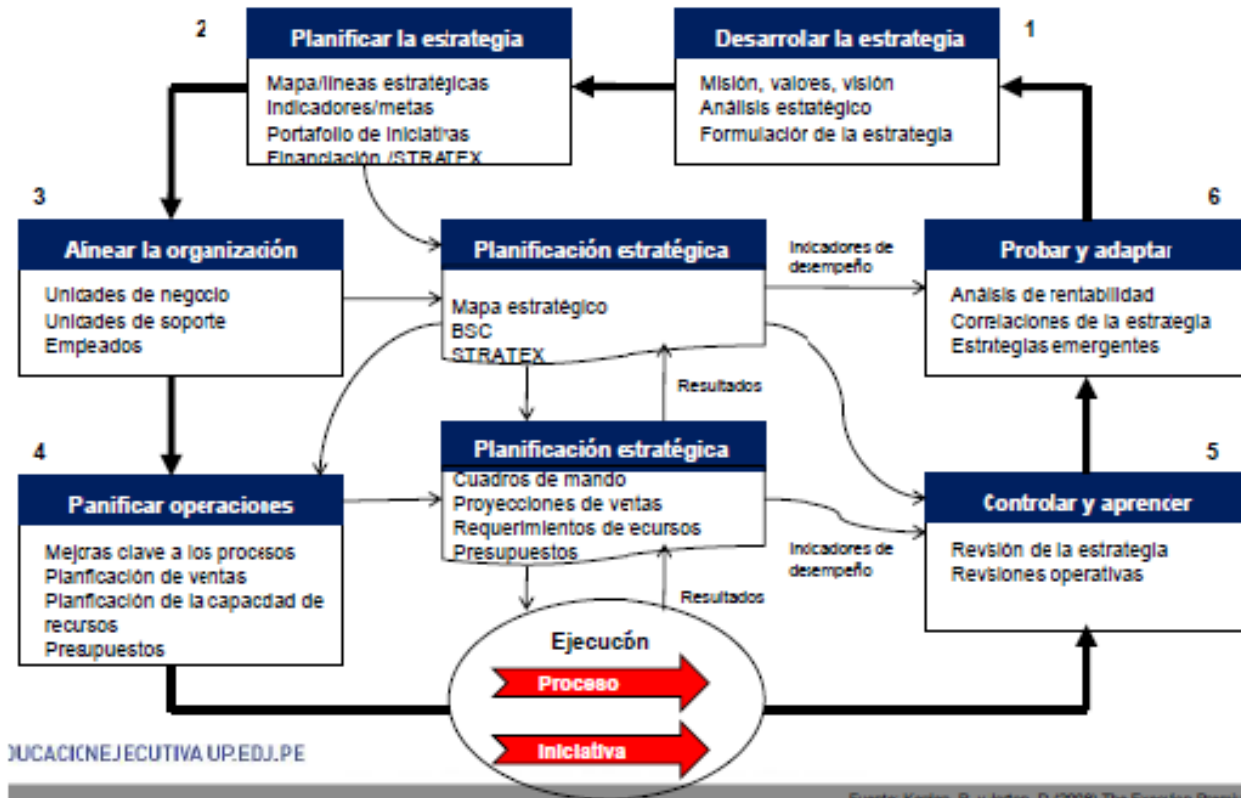 2
Planificar la estrategia
Mapa/líneas estratégicas
Indicadores/metas
Portafolio de iniciativas
Financiación /STRATEX
Desarrolar la estrategia
1
Misión, valores, visión
Análisis estratégico
Formulación de la estrategia
3
Alinear la organización
Unidades de negocio
Unidades de soporte
Empeados
Planificación estratégica
Mapa estratégico
BSC
STRATEX
Indicadores de
desempeño
6
Probar y adaptar
Análisis de rentabilidad
Correlaciones de la estrategia
Estrategias emergentes
Resultados
4
Panificar operaciones
Mejoras clave a los procesos
Planficación de ventas
Planificación de la capacdad de
recursos
Presupuestos
Planificación estratégica
Cuadros de mando
Proyecciones de ventas
Requerimientos de ecursos
Presupuestos
Indicadores de
desempeño
5
Controlar y aprencer
Revisión de la estrategia
Revisiones operativas
Resultados
Ejecucón
Proceso
Iniciativa
JUCACICNEJECUTIVA UP.EDJ.PE